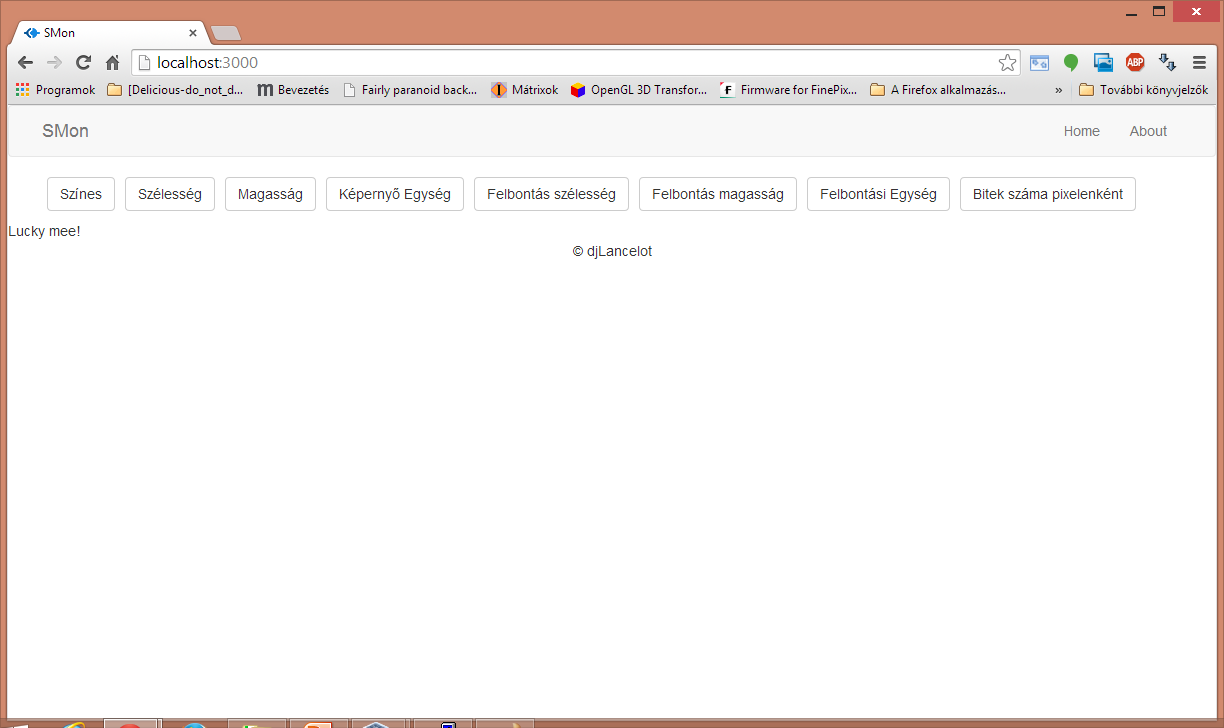 SMon
localhost:3000
ABP
Programok [Delicious-do_not_d... Bevezetés Fairly paranoid back... Mátrixok OpenGL 3D Transfor... Firmware for FinePix... A Firefox alkalmazás... » További könyvjelzők
SMon Home About
Színes Szélesség Magasság Képernyő Egység Felbontás szélesség Felbontás magasság Felbontási Egység Bitek száma pixelenként
Lucky mee!
© djLancelot